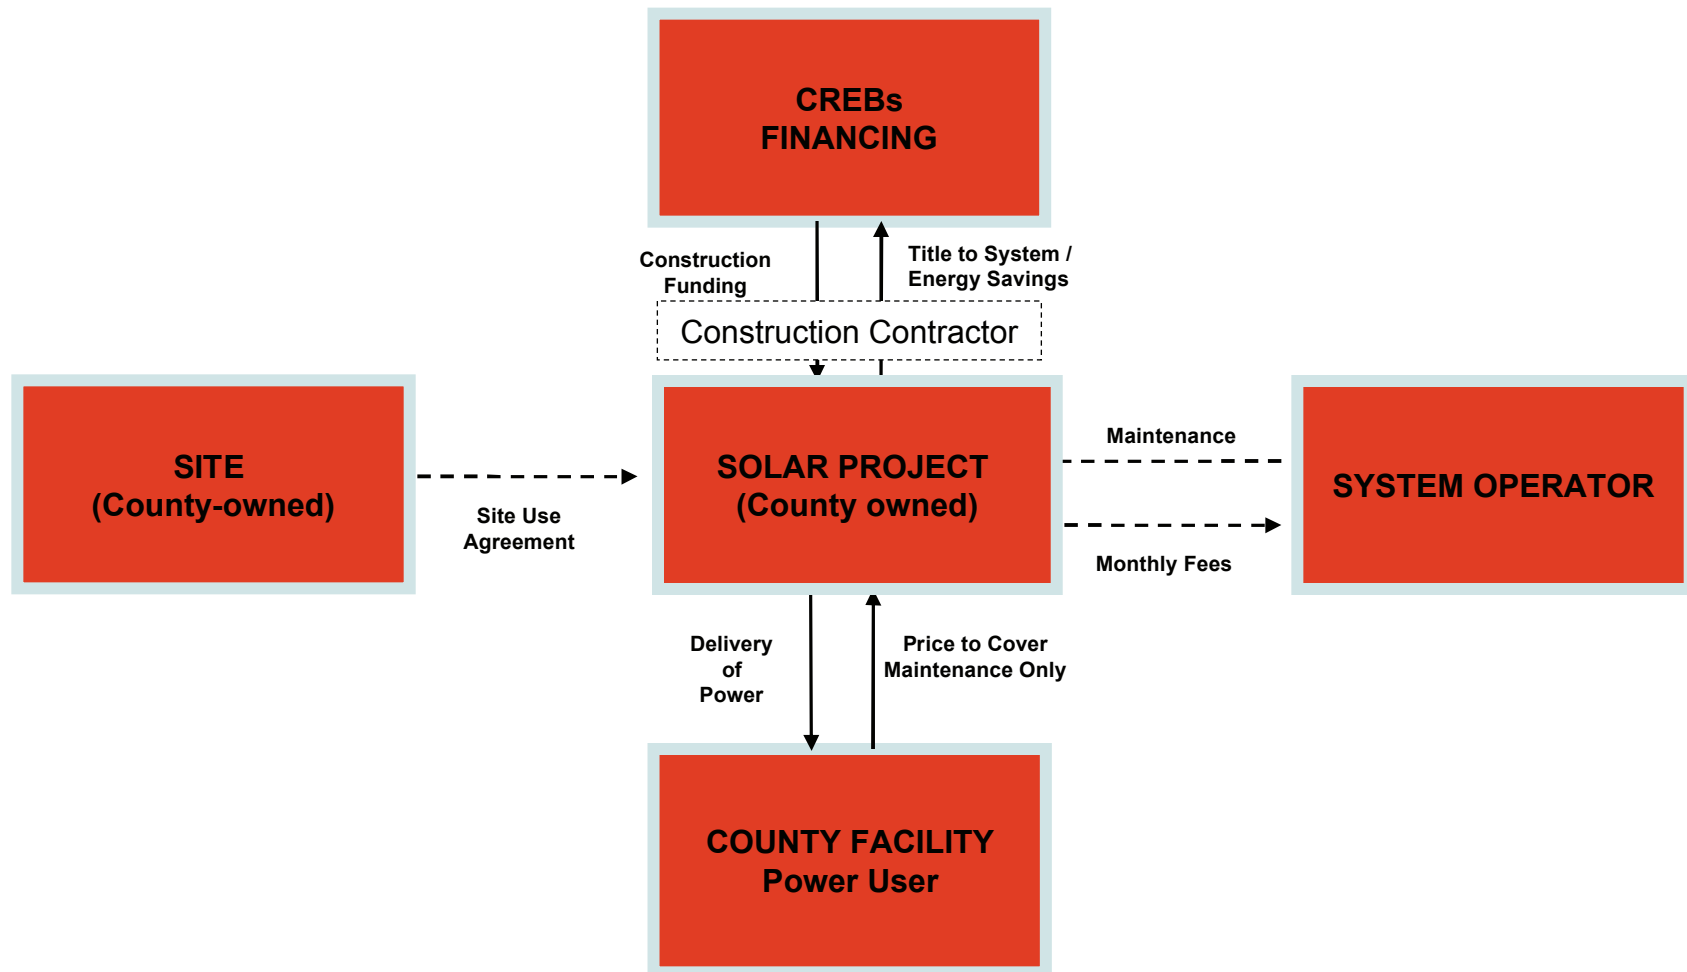 CREBs
FINANCING
Construction
Funding
Title to System /
Energy Savings
Construction Contractor
SITE
(County-owned)
Site Use
Agreement
SOLAR PROJECT
(County owned)
Maintenance
Monthly Fees
SYSTEM OPERATOR
Delivery
of
Power
Price to Cover
Maintenance Only
COUNTY FACILITY
Power User